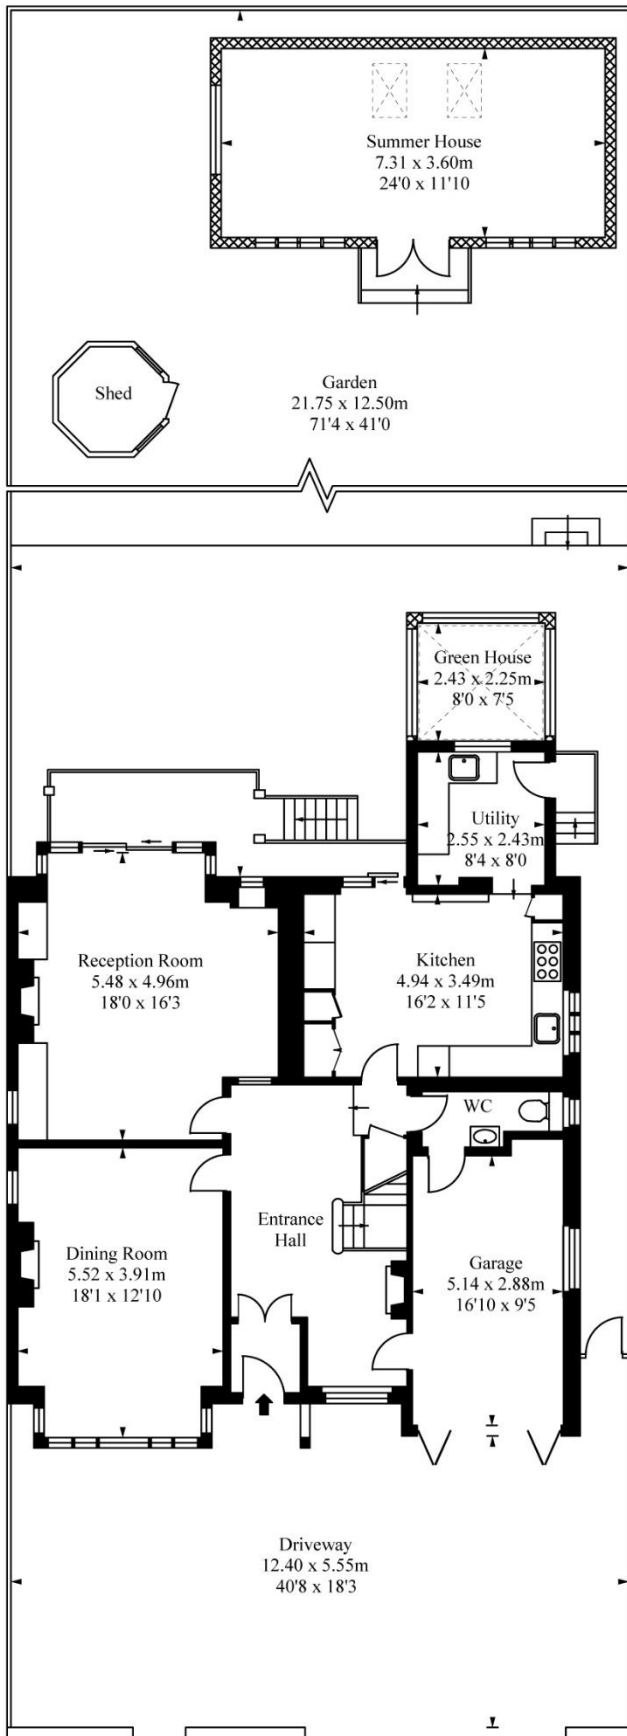 Summer House
7.31 x 3.60m
24'0 x 11'10
Shed
Garden
21.75 x 12.50m
71'4 x 41'0
Green House
2.43 x 2.25m
8'0 x 7'5
Utility
2.55 x 2.43m
8'4 x 8'0
Reception Room
5.48 x 4.96m
18'0 x 16'3
Kitchen
4.94 x 3.49m
16'2 x 11'5
WC
Entrance
Hall
Dining Room
5.52 x 3.91m
18'1 x 12'10
Garage
5.14 x 2.88m
16'10 x 9'5
Driveway
12.40 x 5.55m
40'8 x 18'3